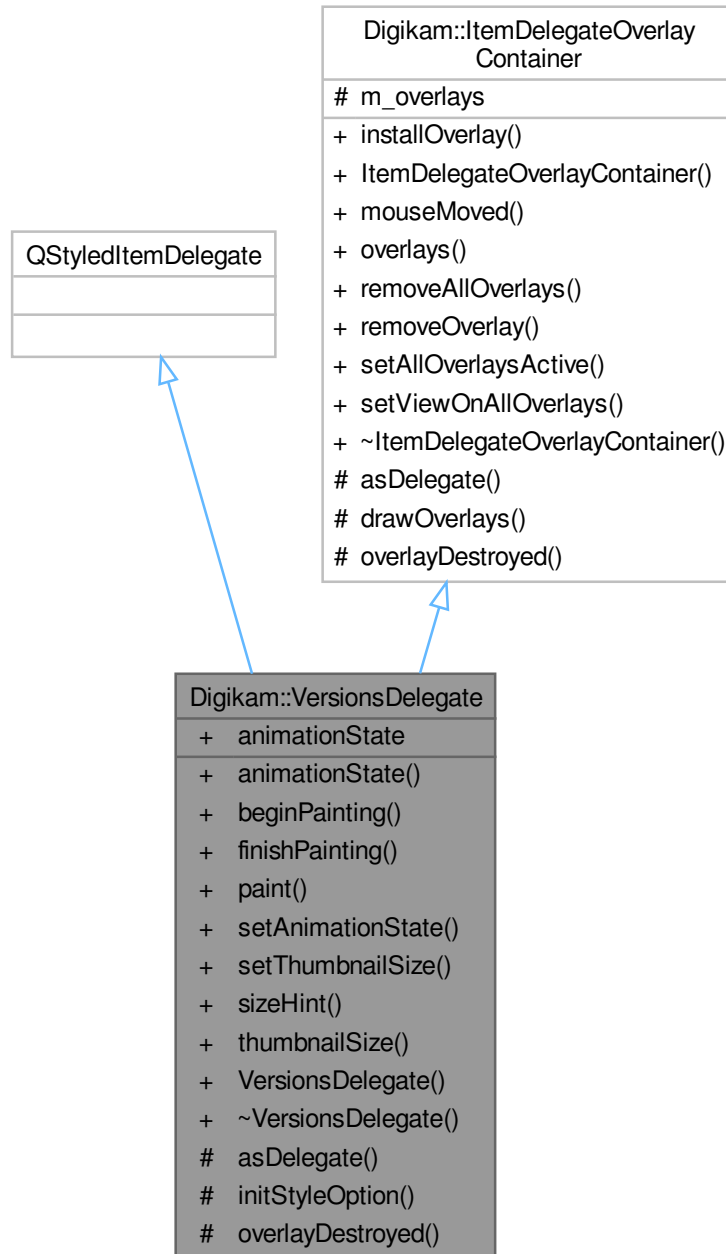 Digikam::ItemDelegateOverlay
Container
# m_overlays
+ installOverlay()
+ ItemDelegateOverlayContainer()
+ mouseMoved()
+ overlays()
+ removeAllOverlays()
+ removeOverlay()
+ setAllOverlaysActive()
+ setViewOnAllOverlays()
+ ~ItemDelegateOverlayContainer()
# asDelegate()
# drawOverlays()
# overlayDestroyed()
QStyledItemDelegate
Digikam::VersionsDelegate
+ animationState
+ animationState()
+ beginPainting()
+ finishPainting()
+ paint()
+ setAnimationState()
+ setThumbnailSize()
+ sizeHint()
+ thumbnailSize()
+ VersionsDelegate()
+ ~VersionsDelegate()
# asDelegate()
# initStyleOption()
# overlayDestroyed()